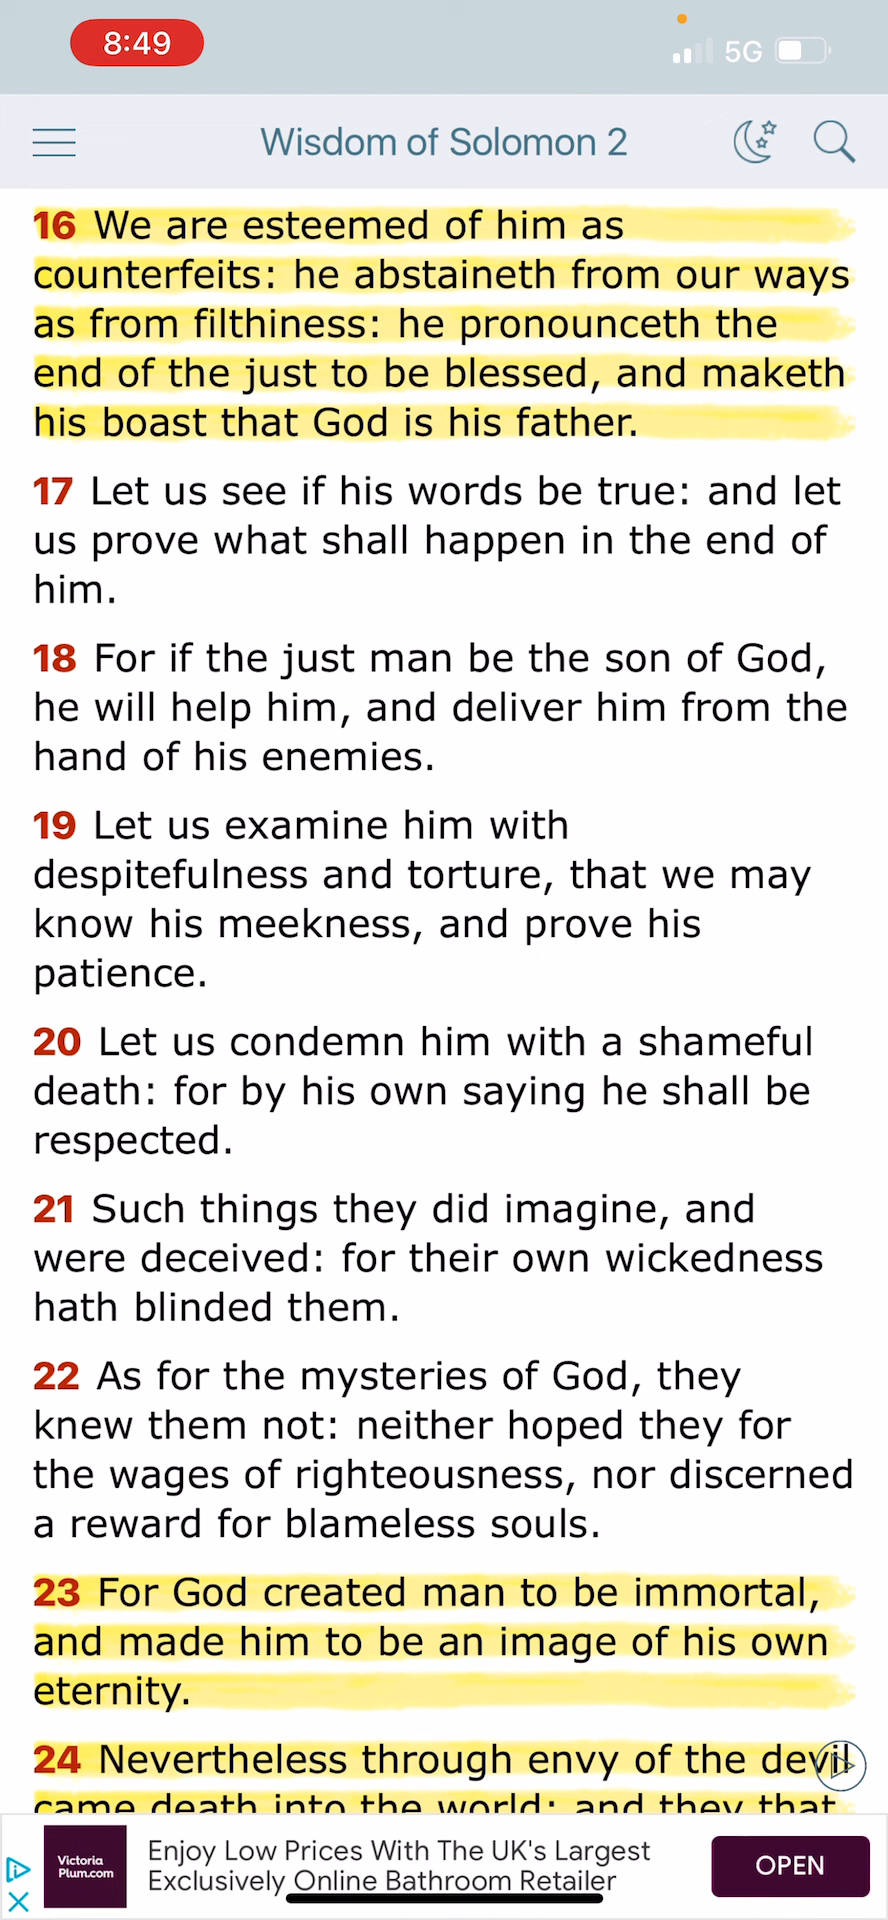 8:49
5G
Wisdom of Solomon 2
16 We are esteemed of him as
counterfeits: he abstaineth from our ways
as from filthiness: he pronounceth the
end of the just to be blessed, and maketh
his boast that God is his father.
17 Let us see if his words be true: and let
us prove what shall happen in the end of
him.
18 For if the just man be the son of God,
he will help him, and deliver him from the
hand of his enemies.
19 Let us examine him with
despitefulness and torture, that we may
know his meekness, and prove his
patience.
20 Let us condemn him with a shameful
death: for by his own saying he shall be
respected.
21 Such things they did imagine, and
were deceived: for their own wickedness
hath blinded them.
22 As for the mysteries of God, they
knew them not: neither hoped they for
the wages of righteousness, nor discerned
a reward for blameless souls.
23 For God created man to be immortal,
and made him to be an image of his own
eternity.
24 Nevertheless through envy of the devil
came death into the world: and they that
Victoria
Plum.com
Enjoy Low Prices With The UK's Largest
Exclusively Online Bathroom Retailer
OPEN